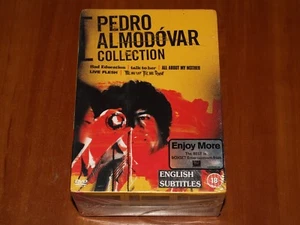 PEDRO
ALMODÓVAR
COLLECTION
Bad Education | Talk to her | ALL ABOUT MY MOTHER
LIVE FLESH | Tie me up! Tie me down!
Enjoy More
ENGLISH
SUBTITLES
DVD
18